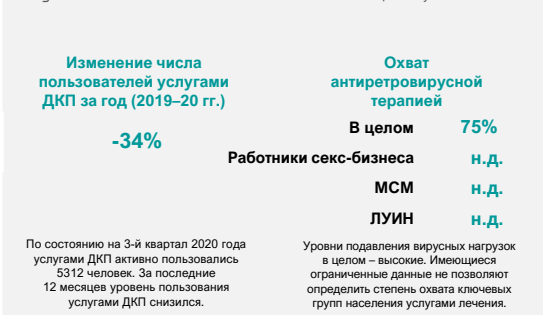 Изменение числа
пользователей услугами
ДКП за год (2019–20 гг.)
-34%
По состоянию на 3-й квартал 2020 года
услугами ДКП активно пользовались
5312 человек. За последние
12 месяцев уровень пользования
услугами ДКП снизился.
Охват
антиретровирусной
терапией
В целом 75%
Работники секс-бизнеса н.д.
МСМ н.д.
ЛУИН н.д.
Уровни подавления вирусных нагрузок
в целом – высокие. Имеющиеся
ограниченные данные не позволяют
определить степень охвата ключевых
групп населения услугами лечения.